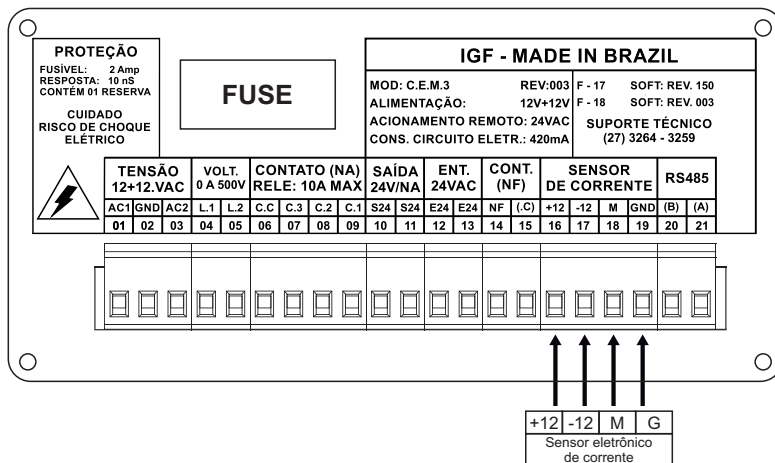 PROTEÇÃO
FUSÍVEL: 2 Amp
RESPOSTA: 10 nS
CONTÉM 01 RESERVA
CUIDADO
RISCO DE CHOQUE
ELÉTRICO
FUSE
IGF - MADE IN BRAZIL
MOD: C.E.M.3 REV:003
ALIMENTAÇÃO: 12V+12V
ACIONAMENTO REMOTO: 24VAC
CONS. CIRCUITO ELETR.: 420mA
F - 17 SOFT: REV. 150
F - 18 SOFT: REV. 003
SUPORTE TÉCNICO
(27) 3264 - 3259
TENSÃO
12+12.VAC
VOLT.
0 A 500V
CONTATO (NA)
RELE: 10A MAX
SAÍDA
24V/NA
ENT.
24VAC
CONT.
(NF)
SENSOR
DE CORRENTE
RS485
AC1 GND AC2 L.1 L.2 C.C C.3 C.2 C.1 S24 S24 E24 E24 NF (.C) +12 -12 M GND (B) (A)
01 02 03 04 05 06 07 08 09 10 11 12 13 14 15 16 17 18 19 20 21
+12 -12 M G
Sensor eletrônico
de corrente